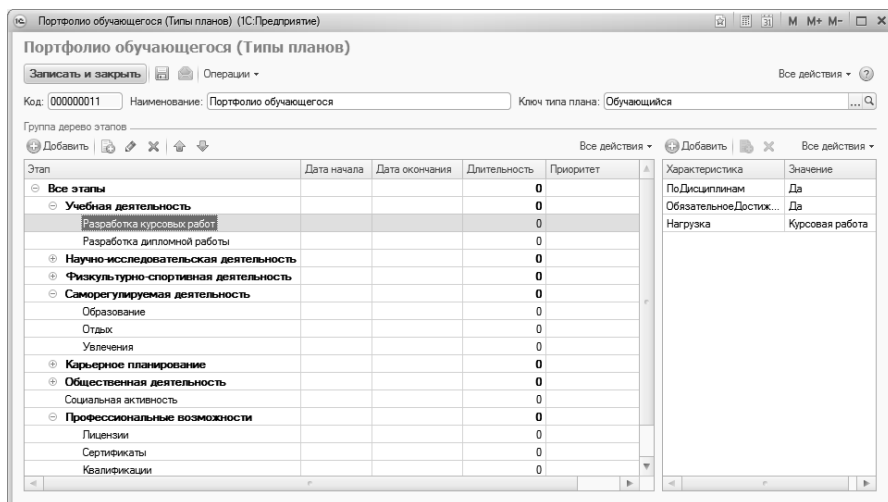 Портфолио обучающегося (Типы планов) (1С:Предприятие) M M+ M-
Портфолио обучающегося (Типы планов)
Записать и закрыть Операции Все действия
Код: 000000011 Наименование: Портфолио обучающегося Ключ типа плана: Обучающийся ...
Группа дерево этапов
Добавить Все действия Добавить Все действия
Этап Дата начала Дата окончания Длительность Приоритет Характеристика Значение
Все этапы 0 ПоДисциплинам Да
Учебная деятельность 0 ОбязательноеДостиж... Да
Разработка курсовых работ 0 Нагрузка Курсовая работа
Разработка дипломной работы 0
Научно-исследовательская деятельность 0
Физкультурно-спортивная деятельность 0
Саморегулируемая деятельность 0
Образование 0
Отдых 0
Увлечения 0
Карьерное планирование 0
Общественная деятельность 0
Социальная активность 0
Профессиональные возможности 0
Лицензии 0
Сертификаты 0
Квалификации 0